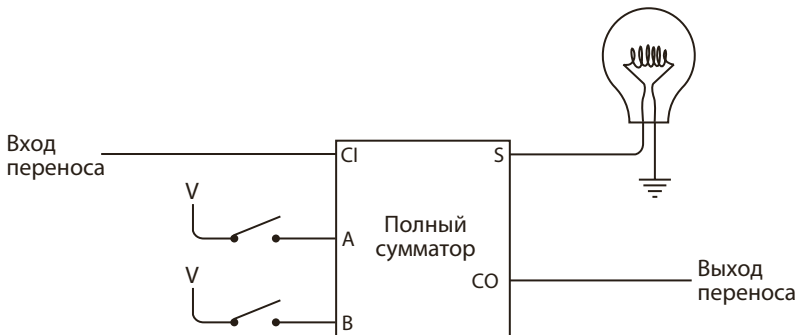 Вход
переноса
CI
S
V
A
Полный
сумматор
V
B
CO
Выход
переноса